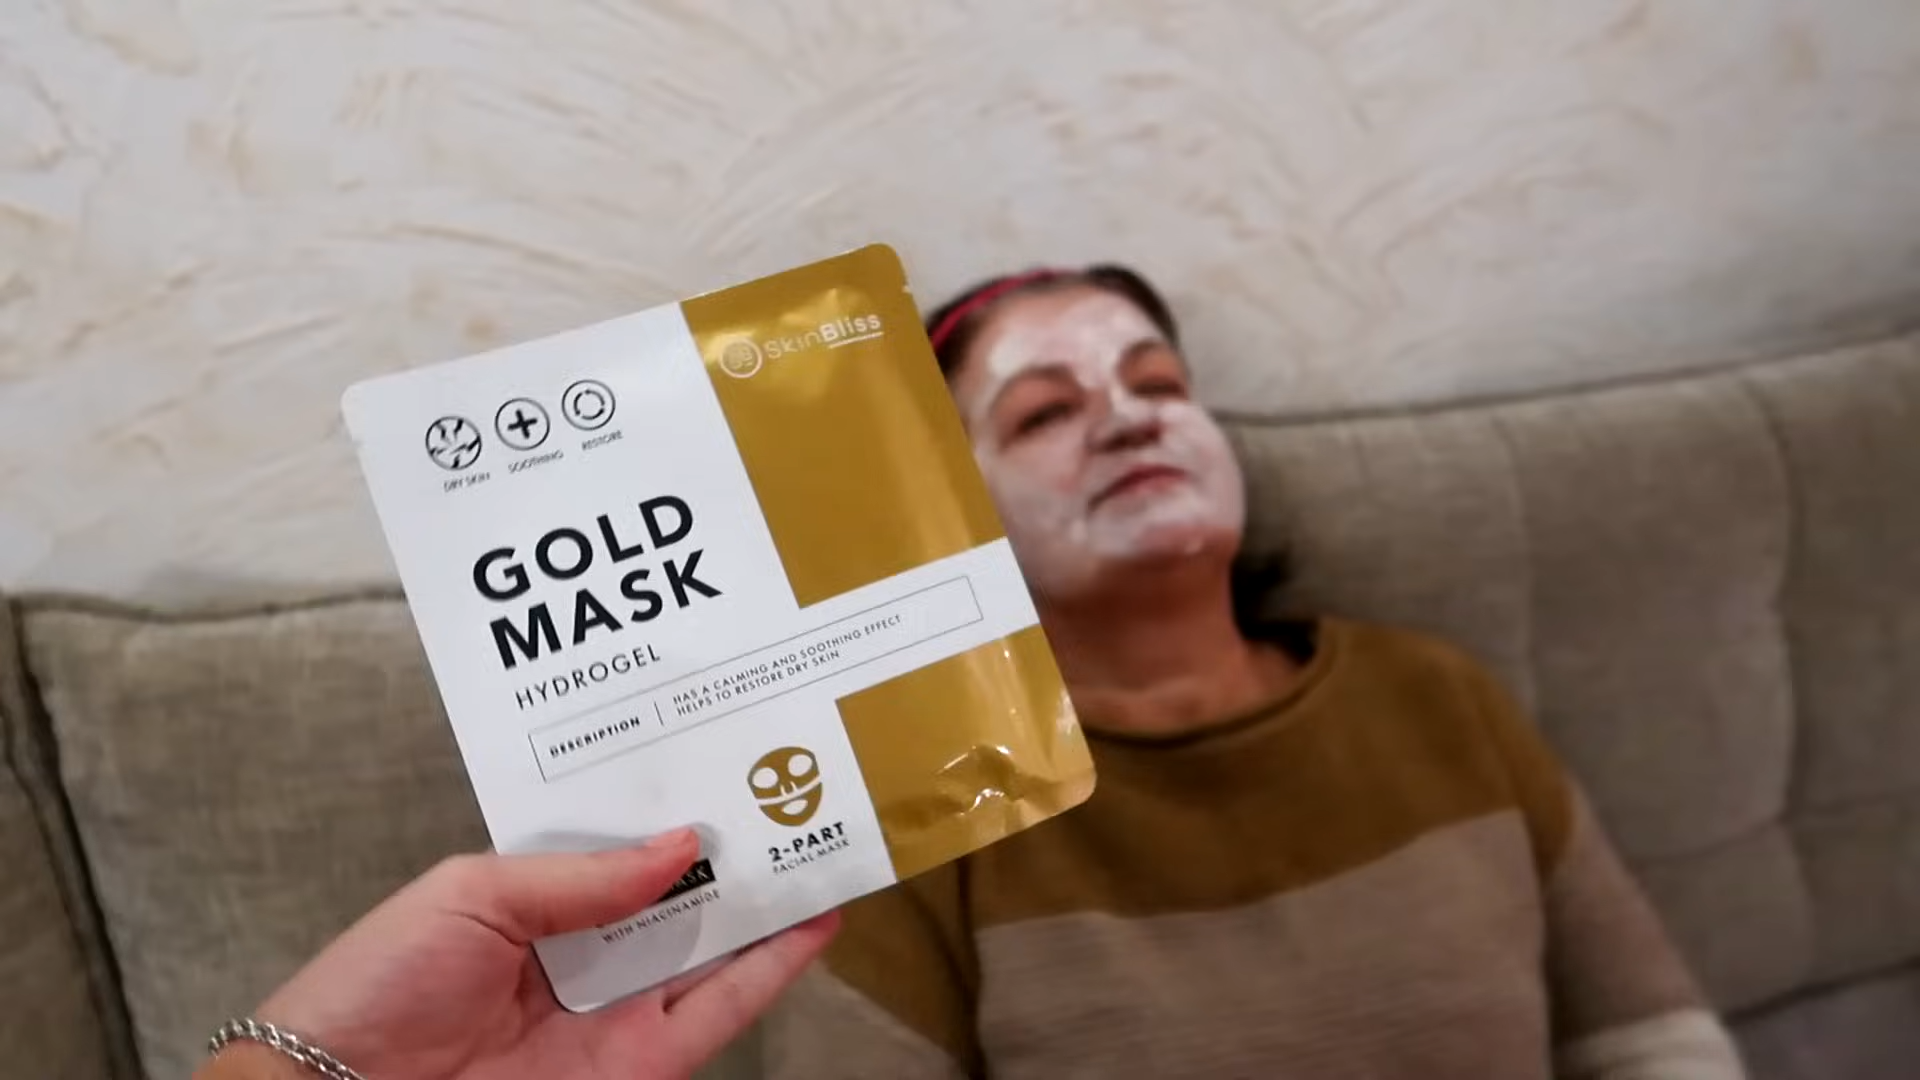 SkinBliss
DRY SKIN
SOOTHING
RESTORE
GOLD
MASK
HYDROGEL
DESCRIPTION
HAS A CALMING AND SOOTHING EFFECT
HELPS TO RESTORE DRY SKIN
2-PART
FACIAL MASK
WITH NIACINAMIDE